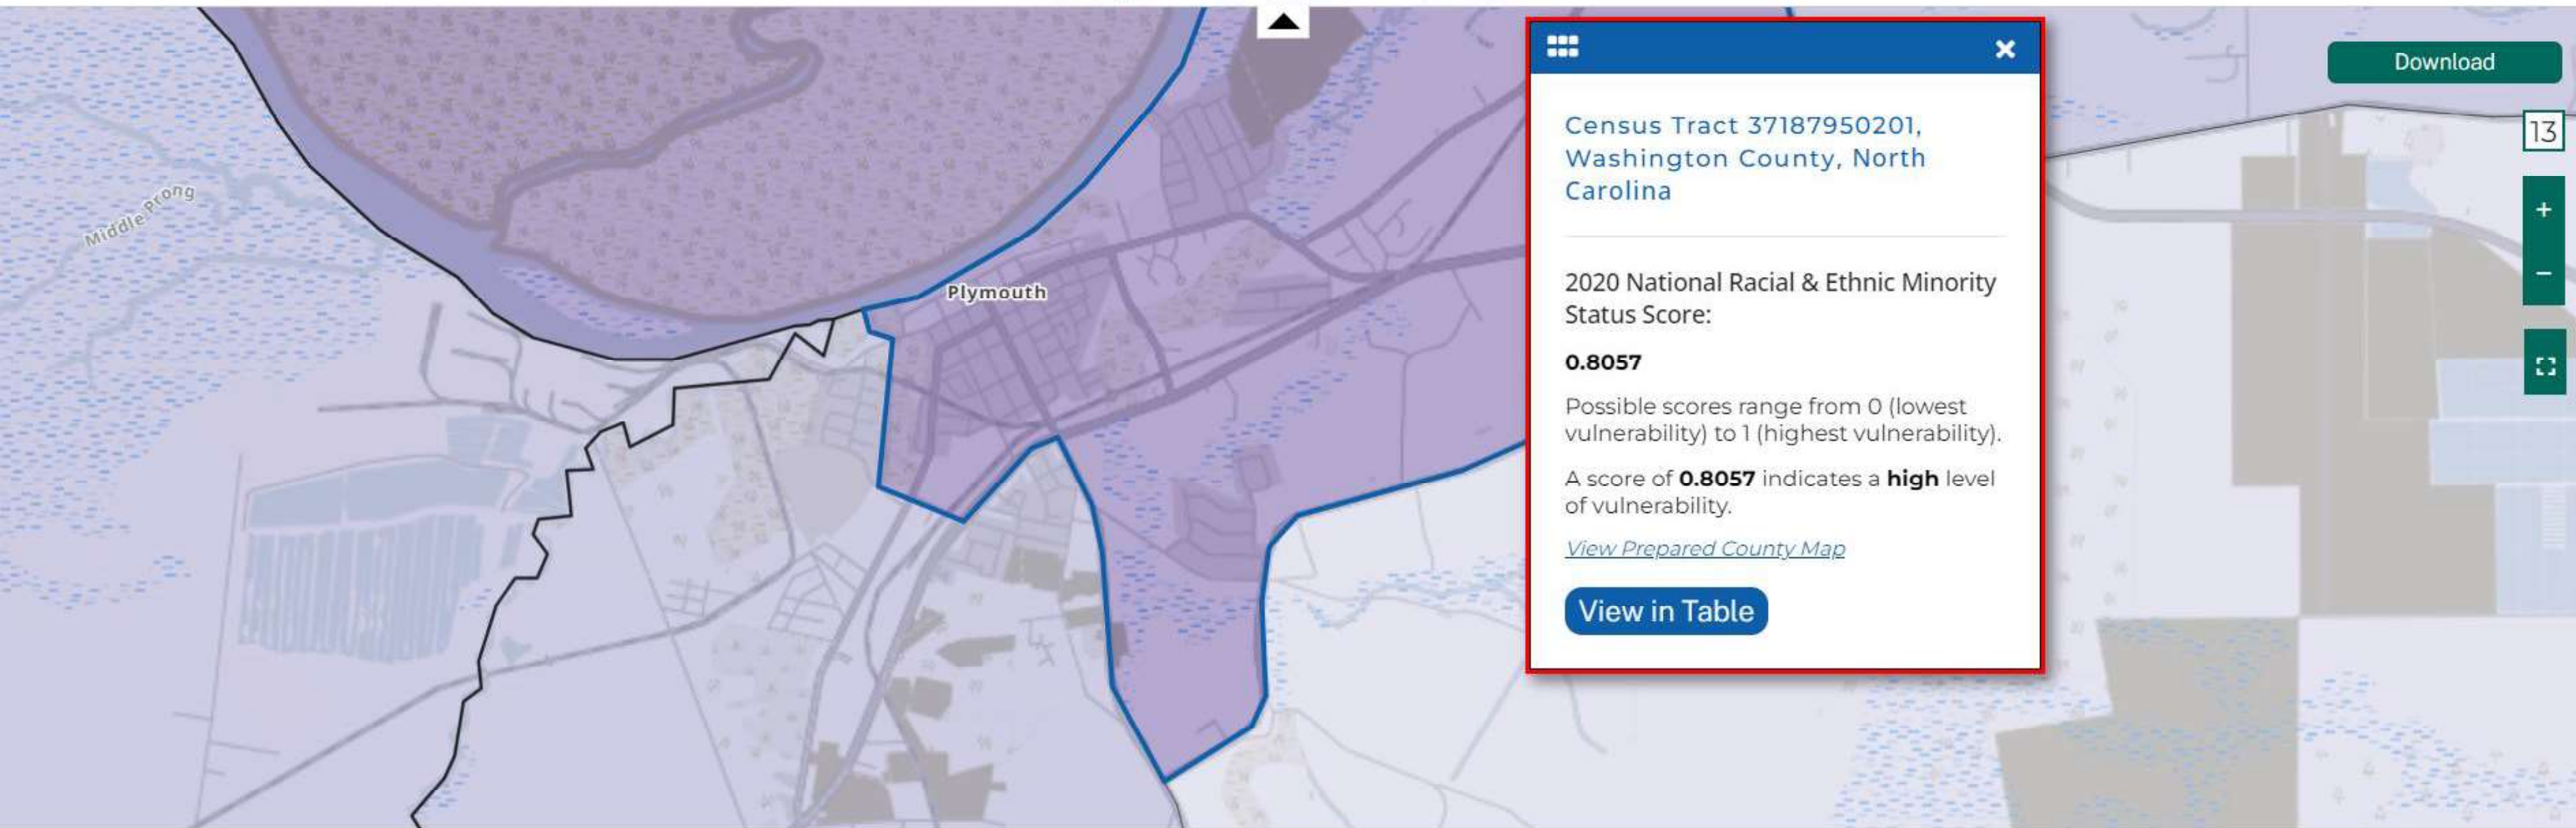 Download
13
Census Tract 37187950201,
Washington County, North
Carolina
2020 National Racial & Ethnic Minority
Status Score:
0.8057
Possible scores range from 0 (lowest
vulnerability) to 1 (highest vulnerability).
A score of 0.8057 indicates a high level
of vulnerability.
View Prepared County Map
View in Table
Middle Prong
Plymouth